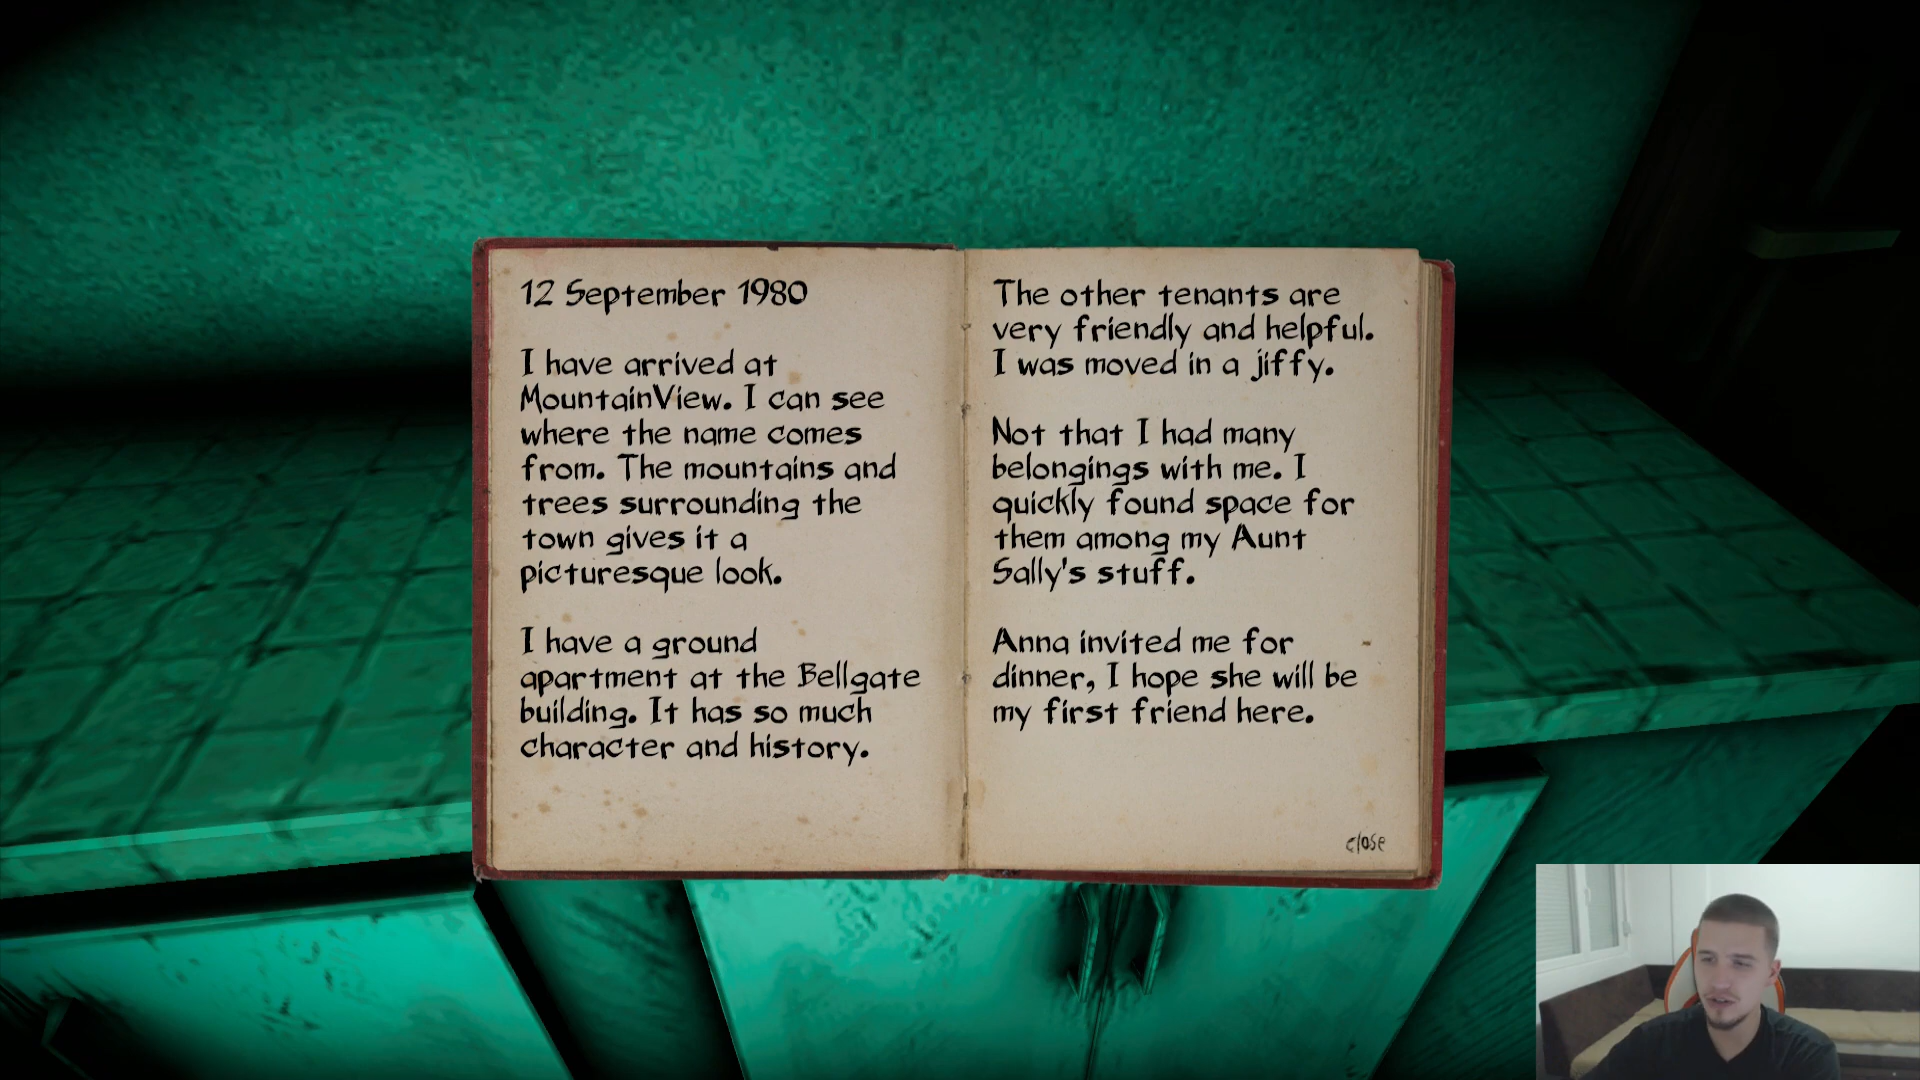 12 September 1980
I have arrived at
MountainView. I can see
where the name comes
from. The mountains and
trees surrounding the
town gives it a
picturesque look.
I have a ground
apartment at the Bellgate
building. It has so much
character and history.
The other tenants are
very friendly and helpful.
I was moved in a jiffy.
Not that I had many
belongings with me. I
quickly found space for
them among my Aunt
Sally's stuff.
Anna invited me for
dinner, I hope she will be
my first friend here.
close